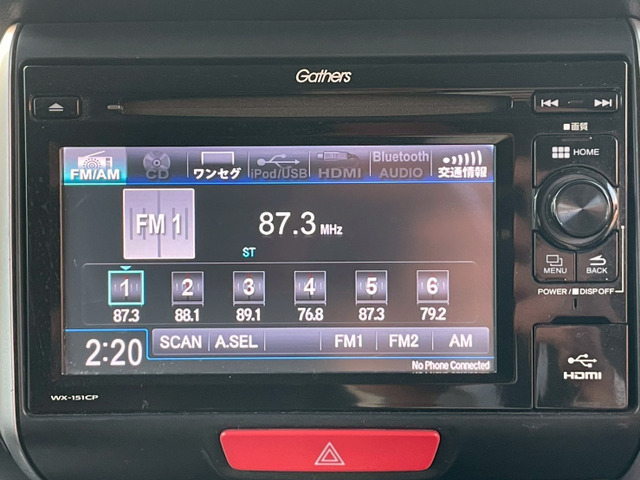 Gathers
■画質
FM/AM CD ワンセグ iPod/USB HDMI Bluetooth AUDIO 交通情報
HOME
FM 1 87.3 MHz
ST
1 2 3 4 5 6
87.3 88.1 89.1 76.8 87.3 79.2
MENU BACK
POWER/■DISP OFF
2:20 SCAN A.SEL FM1 FM2 AM
No Phone Connected
HDMI
WX-151CP